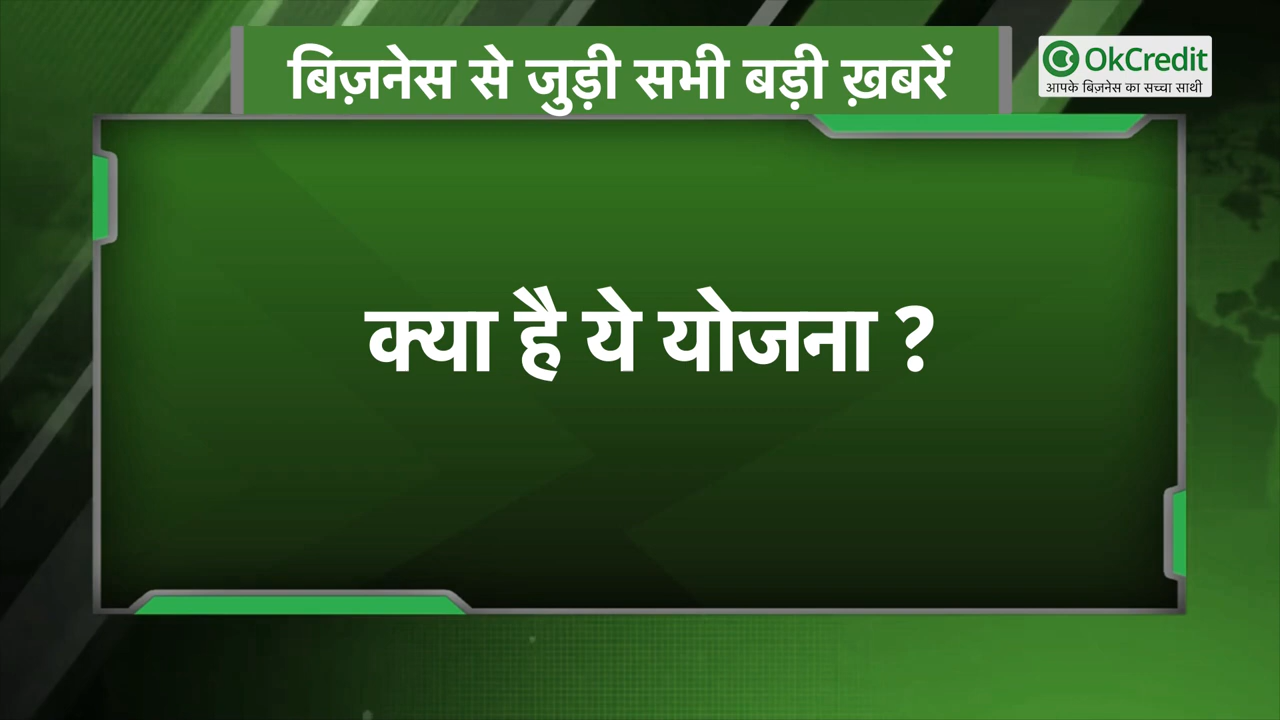 बिज़नेस से जुड़ी सभी बड़ी ख़बरें
OkCredit
आपके बिज़नेस का सच्चा साथी
क्या है ये योजना ?